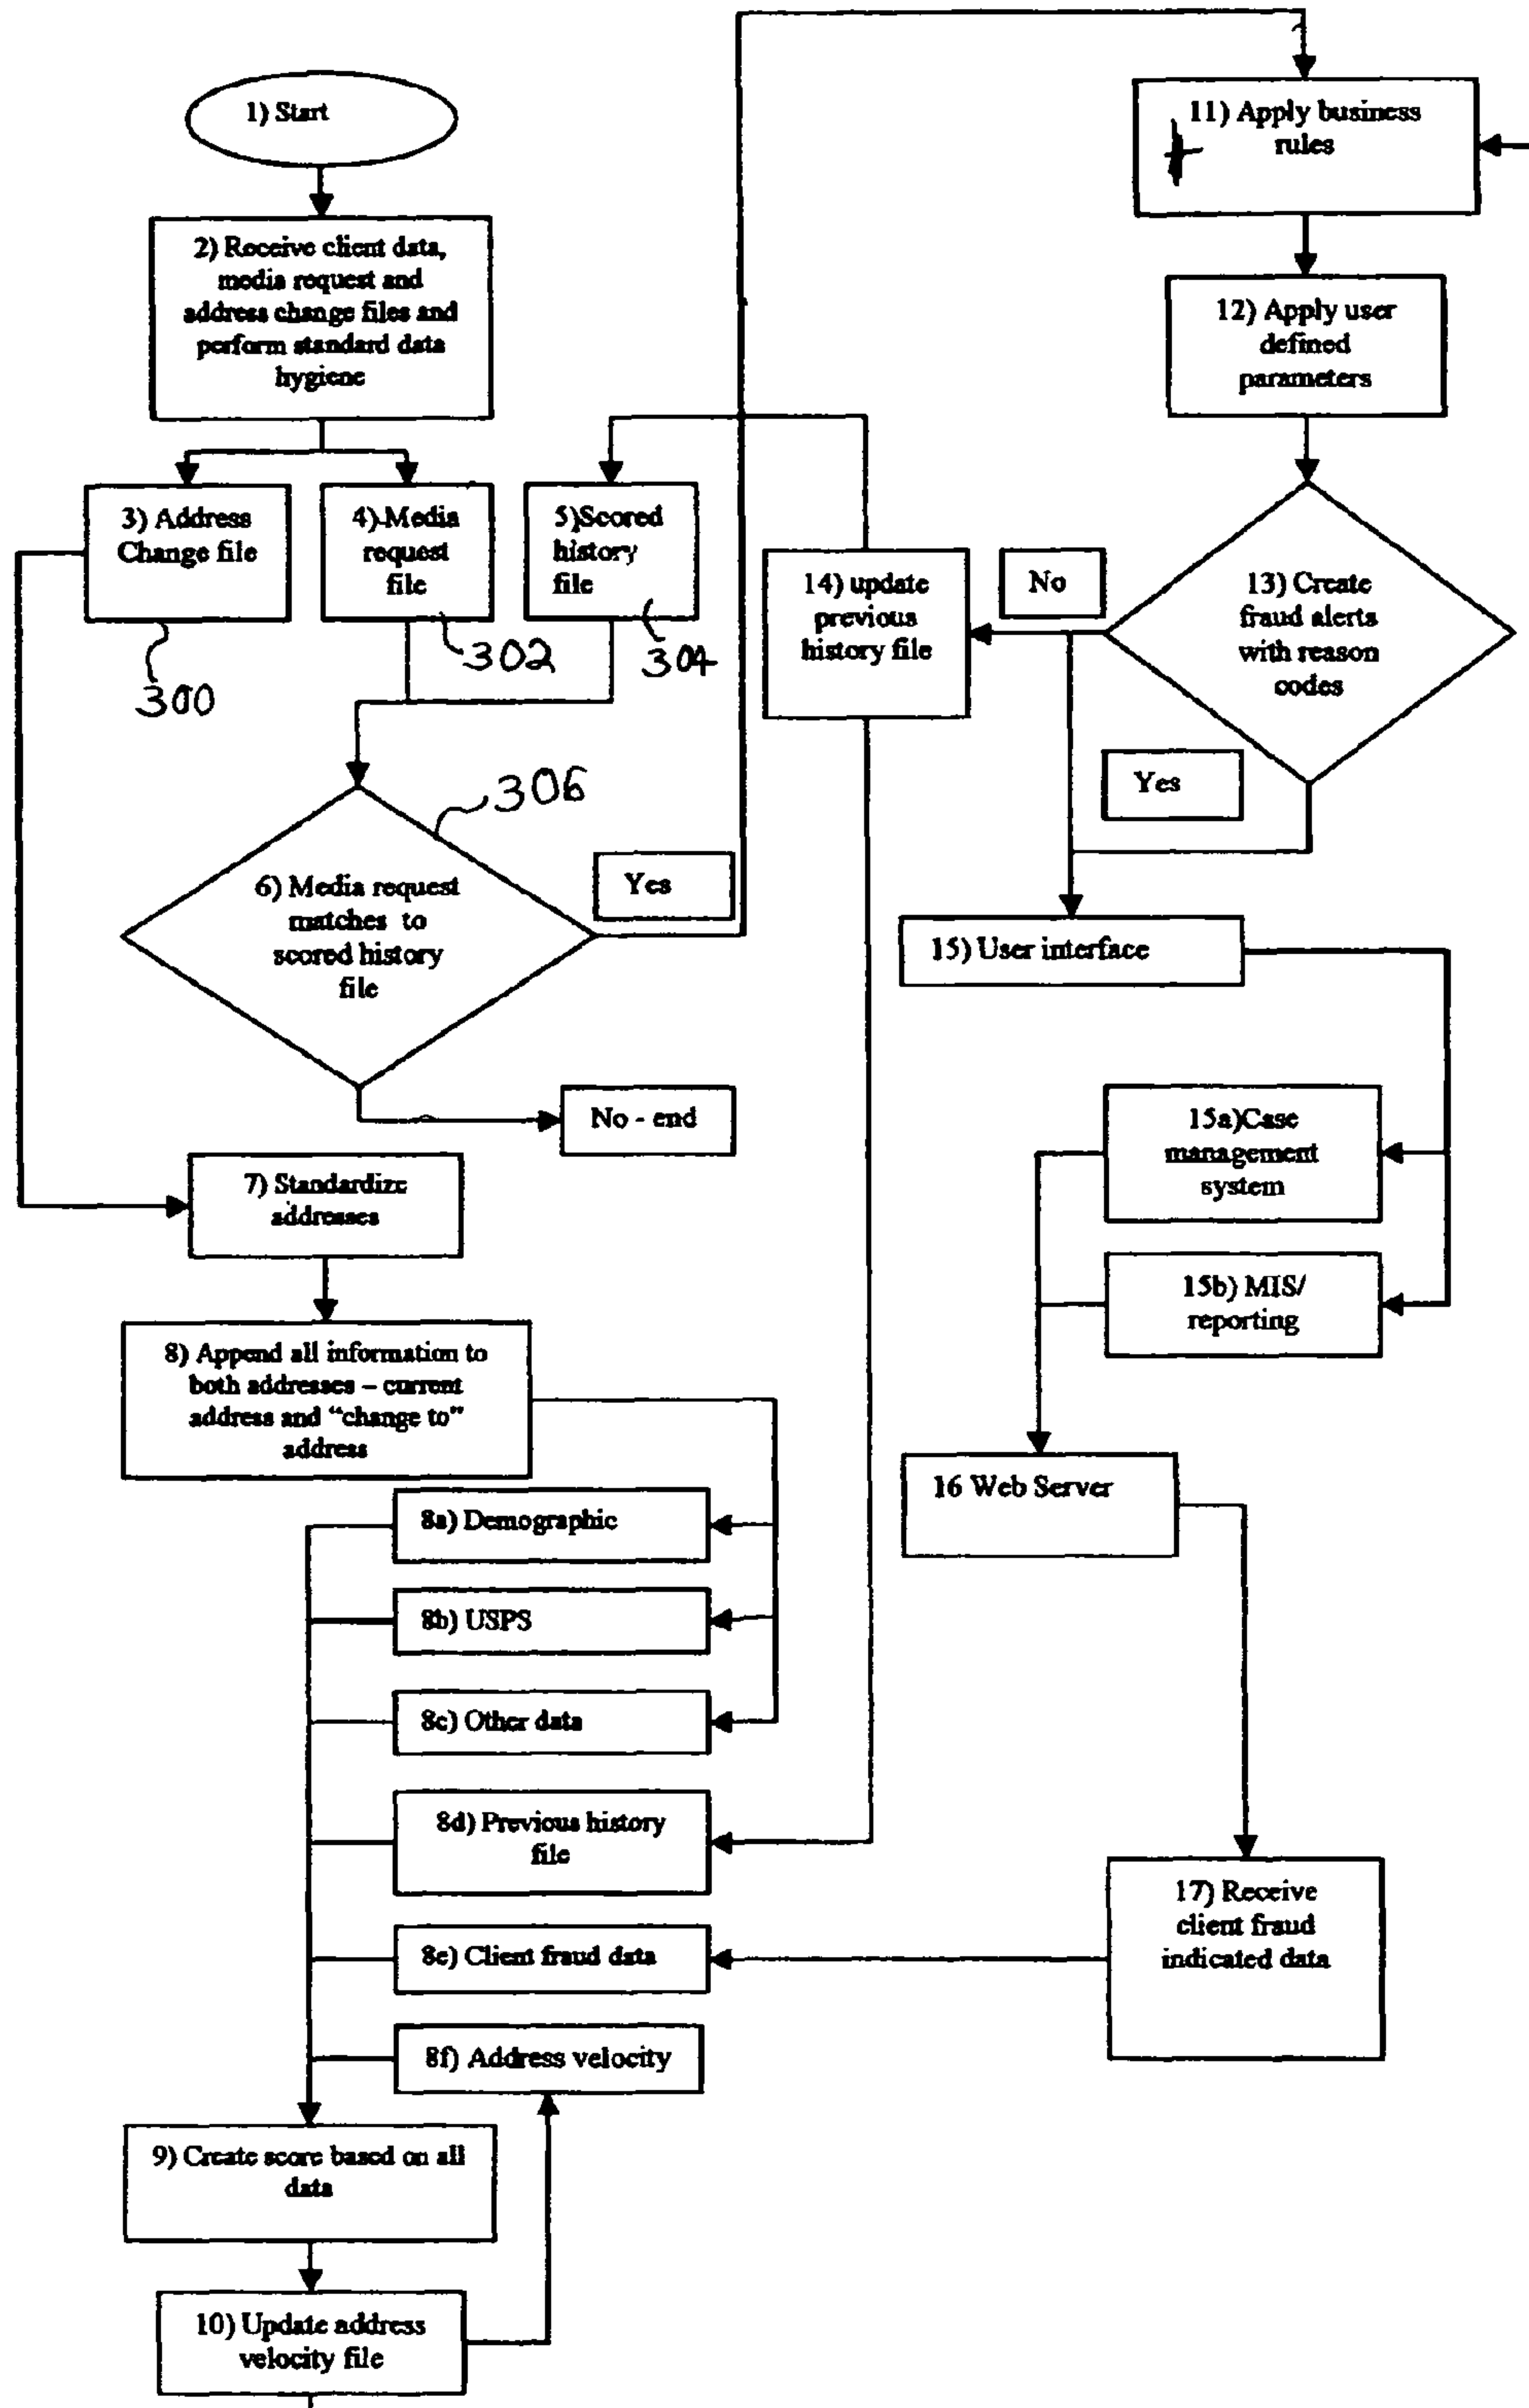 1) Start
2) Receive client data,
media request and
address change files and
perform standard data
hygiene
3) Address
Change file
300
4) Media
request
file
302
5)Scored
history
file
304
6) Media request
matches to
scored history
file
306
Yes
No - end
7) Standardize
addresses
8) Append all information to
both addresses – current
address and “change to”
address
8a) Demographic
8b) USPS
8c) Other data
8d) Previous history
file
8e) Client fraud data
8f) Address velocity
9) Create score based on all
data
10) Update address
velocity file
11) Apply business
rules
12) Apply user
defined
parameters
13) Create
fraud alerts
with reason
codes
No
Yes
14) update
previous
history file
15) User interface
15a)Case
management
system
15b) MIS/
reporting
16 Web Server
17) Receive
client fraud
indicated data